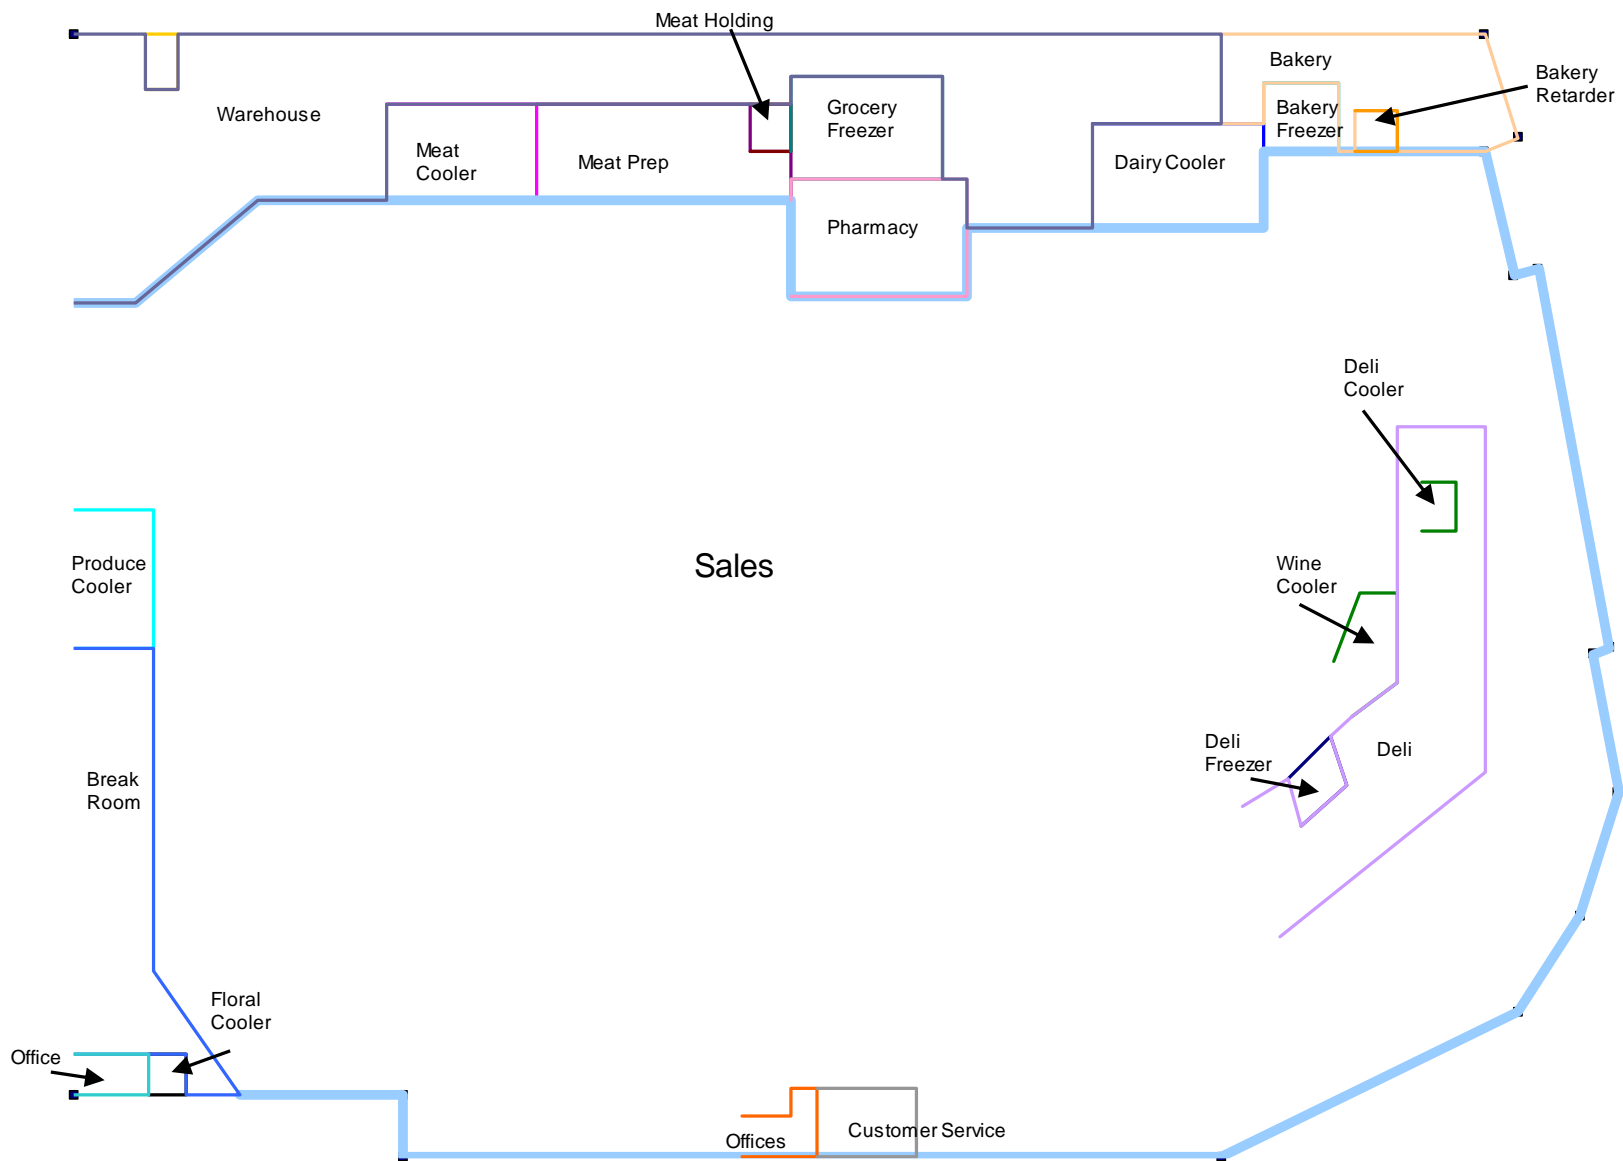 Meat Holding
Bakery
Bakery
Retarder
Warehouse
Grocery
Freezer
Bakery
Freezer
Meat
Cooler
Meat Prep
Dairy Cooler
Pharmacy
Deli
Cooler
Produce
Cooler
Sales
Wine
Cooler
Deli
Freezer
Deli
Break
Room
Floral
Cooler
Office
Offices
Customer Service